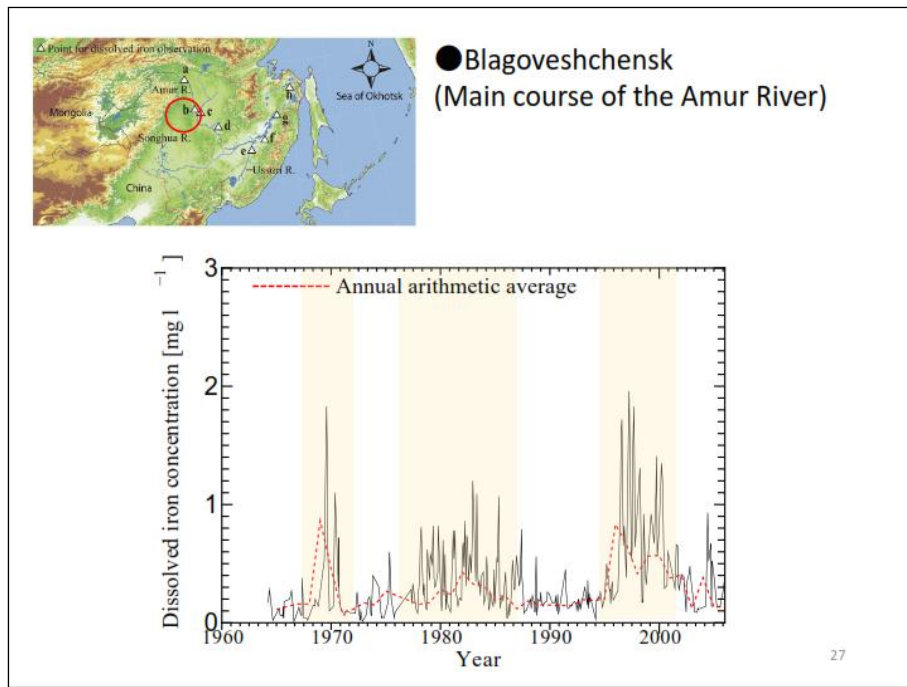 △Point for dissolved iron observation
N
a
Amur R.
h
Sea of Okhotsk
Mongolia
b
c
g
d
Songhua R.
f
e
Ussuri R.
China
●Blagoveshchensk
(Main course of the Amur River)
Dissolved iron concentration [mg l⁻¹]
3
2
1
0
Annual arithmetic average
1960
1970
1980
1990
2000
Year
27